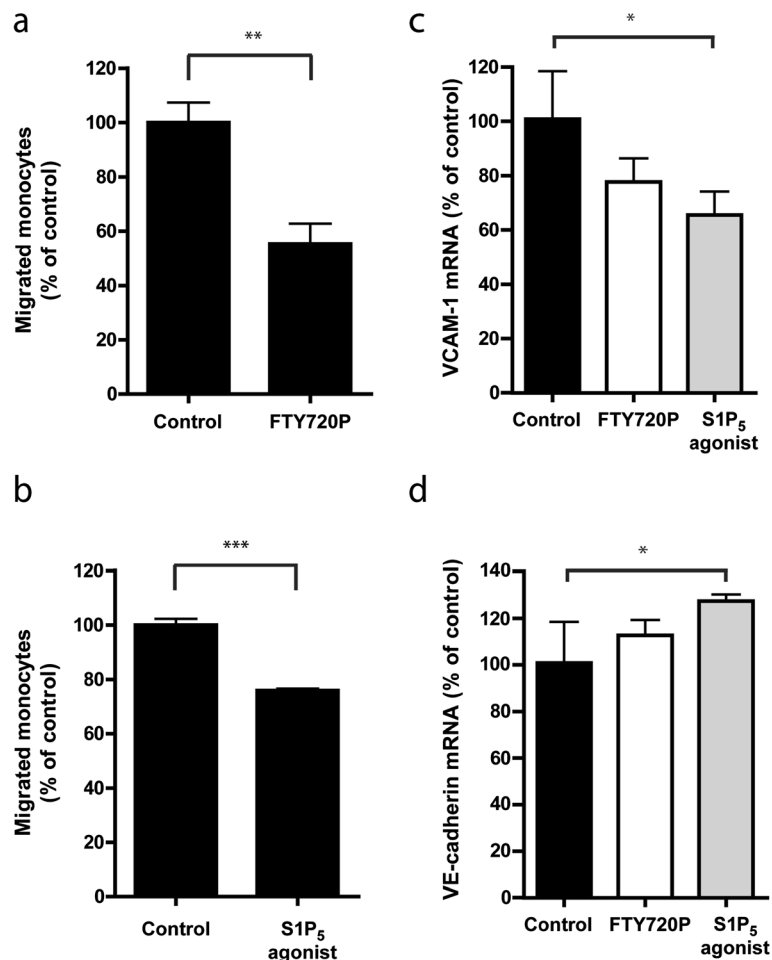 a
**
120
100
80
60
40
20
0
Migrated monocytes
(% of control)
Control
FTY720P
b
***
120
100
80
60
40
20
0
Migrated monocytes
(% of control)
Control
S1P5
agonist
c
*
120
100
80
60
40
20
0
VCAM-1 mRNA (% of control)
Control
FTY720P
S1P5
agonist
d
*
140
120
100
80
60
40
20
0
VE-cadherin mRNA (% of control)
Control
FTY720P
S1P5
agonist